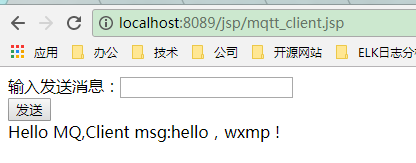 localhost:8089/jsp/mqtt_client.jsp
应用 办公 技术 公司 开源网站 ELK日志分
输入发送消息：
发送
Hello MQ,Client msg:hello，wxmp！